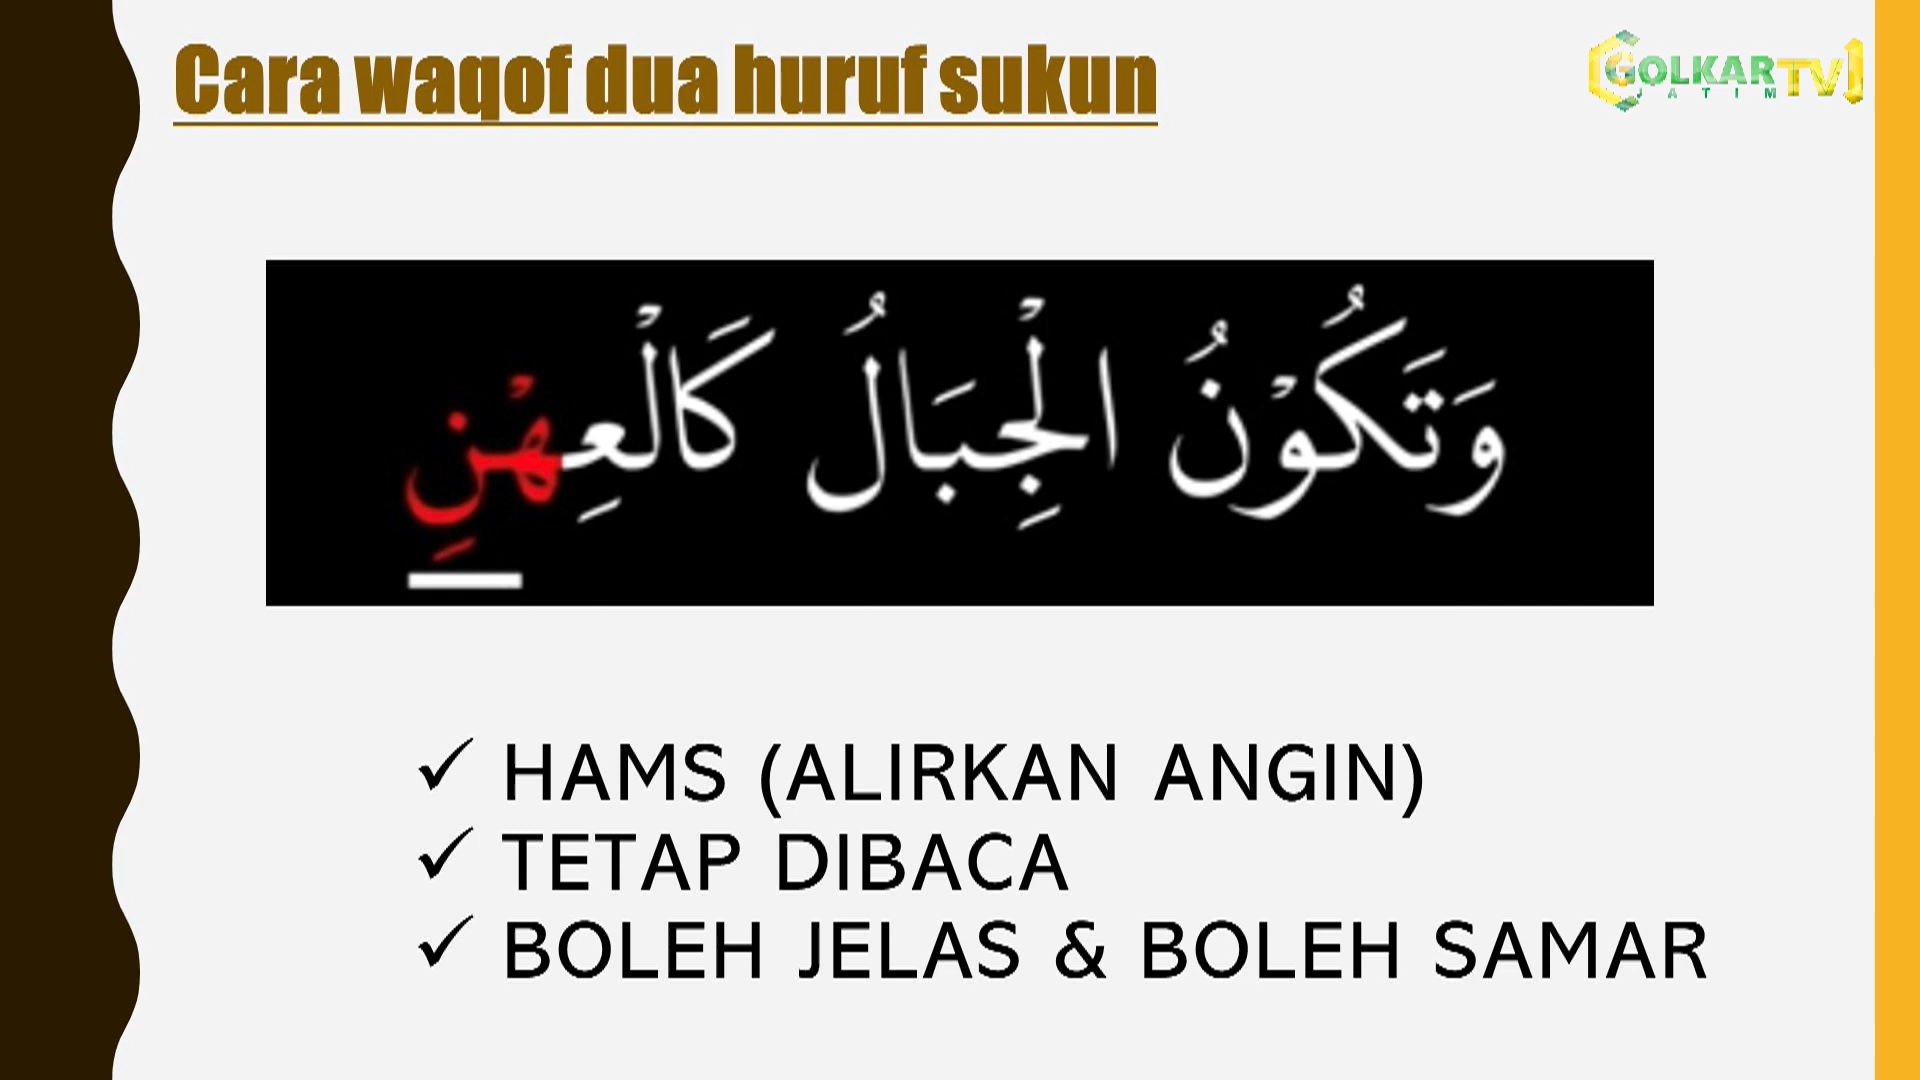 Cara waqof dua huruf sukun
GOLKAR TV
JATIM
وَتَكُوْنُ الْجِبَالُ كَالْعِهْنِ
✓ HAMS (ALIRKAN ANGIN)
✓ TETAP DIBACA
✓ BOLEH JELAS & BOLEH SAMAR